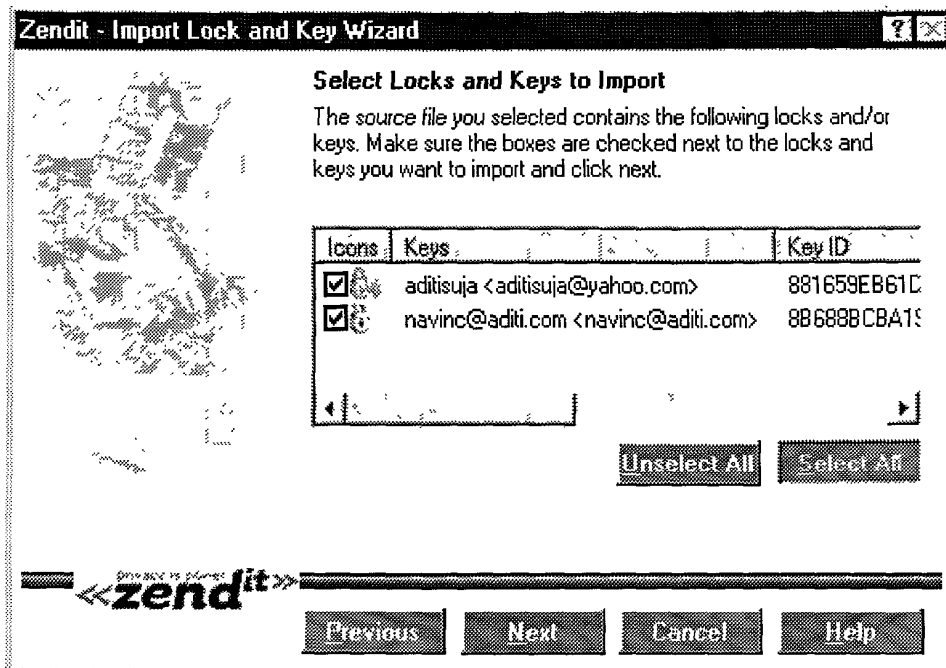 Zendit - Import Lock and Key Wizard
Select Locks and Keys to Import
The source file you selected contains the following locks and/or
keys. Make sure the boxes are checked next to the locks and
keys you want to import and click next.
Icons Keys Key ID
aditisuja <aditisuja@yahoo.com> 881659EB61D
navinc@aditi.com <navinc@aditi.com> 8B688BCBA19
Unselect All Select All
«zendit»
Previous Next Cancel Help